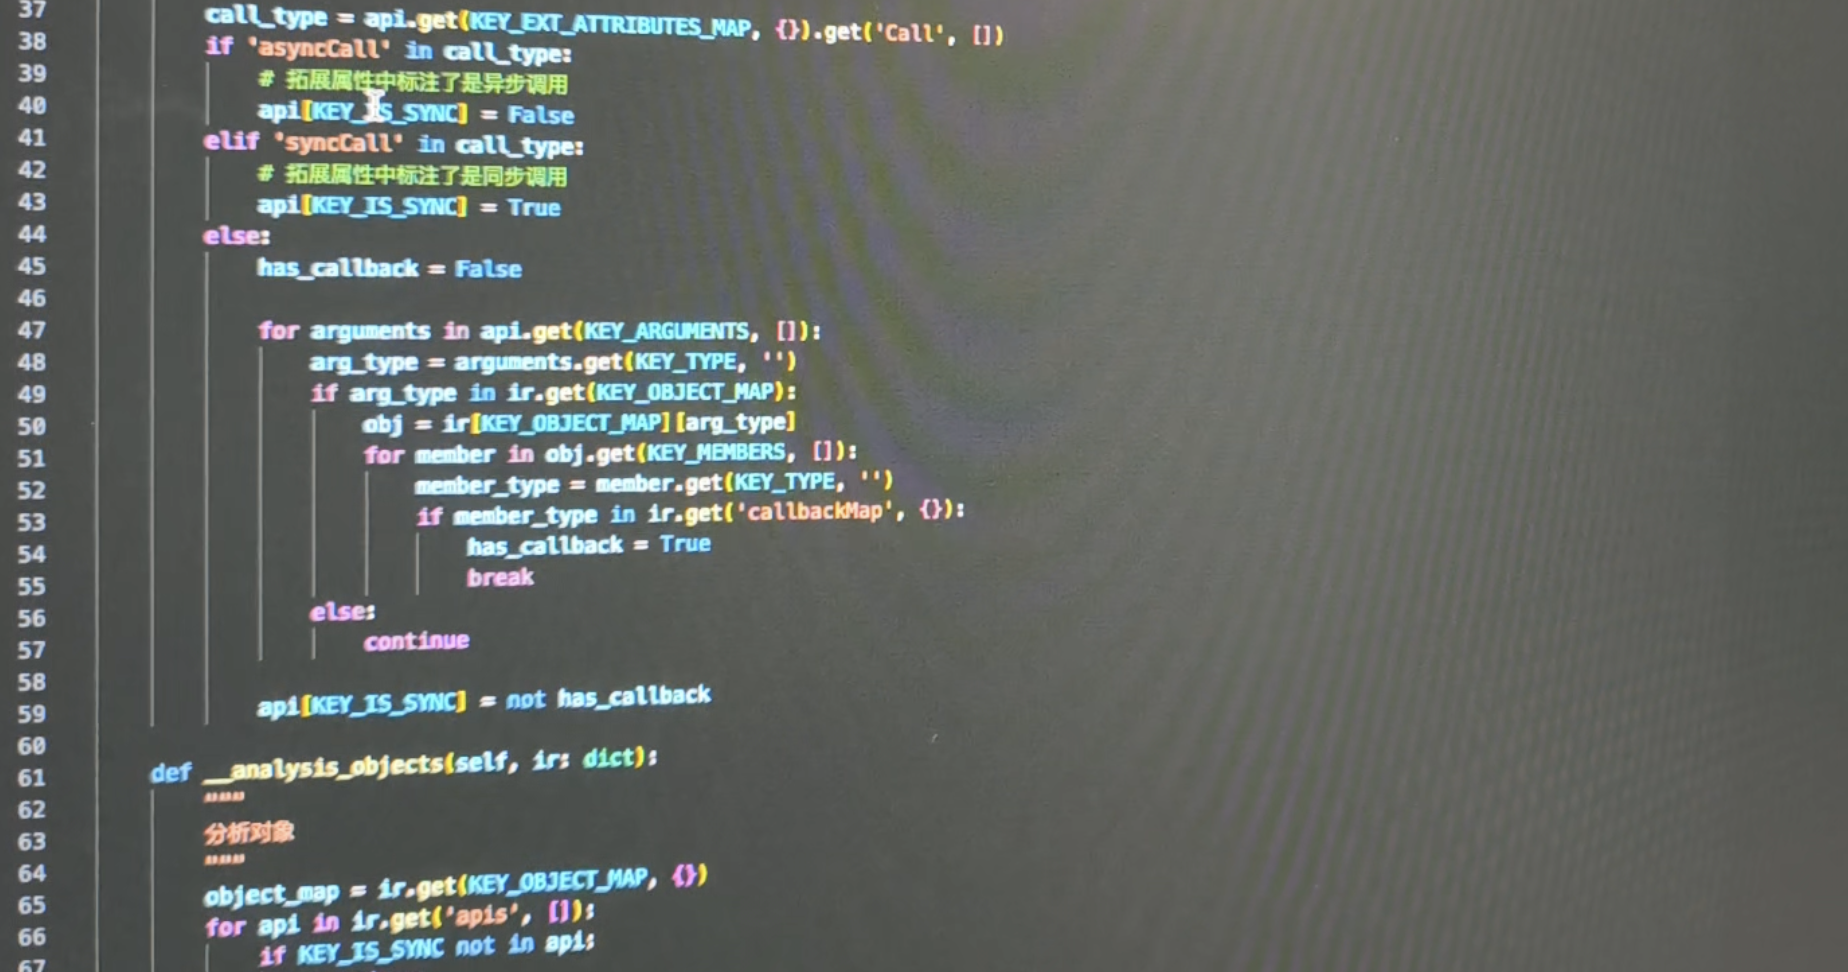 37 call_type = api.get(KEY_EXT_ATTRIBUTES_MAP, {}).get('Call', [])
38 if 'asyncCall' in call_type:
39 # 拓展属性中标注了是异步调用
40 api[KEY_IS_SYNC] = False
41 elif 'syncCall' in call_type:
42 # 拓展属性中标注了是同步调用
43 api[KEY_IS_SYNC] = True
44 else:
45 has_callback = False
46
47 for arguments in api.get(KEY_ARGUMENTS, []):
48 arg_type = arguments.get(KEY_TYPE, '')
49 if arg_type in ir.get(KEY_OBJECT_MAP):
50 obj = ir[KEY_OBJECT_MAP][arg_type]
51 for member in obj.get(KEY_MEMBERS, []):
52 member_type = member.get(KEY_TYPE, '')
53 if member_type in ir.get('callbackMap', {}):
54 has_callback = True
55 break
56 else:
57 continue
58
59 api[KEY_IS_SYNC] = not has_callback
60
61 def __analysis_objects(self, ir: dict):
62 """
63 分析对象
64 """
65 object_map = ir.get(KEY_OBJECT_MAP, {})
66 for api in ir.get('apis', []):
67 if KEY_IS_SYNC not in api: